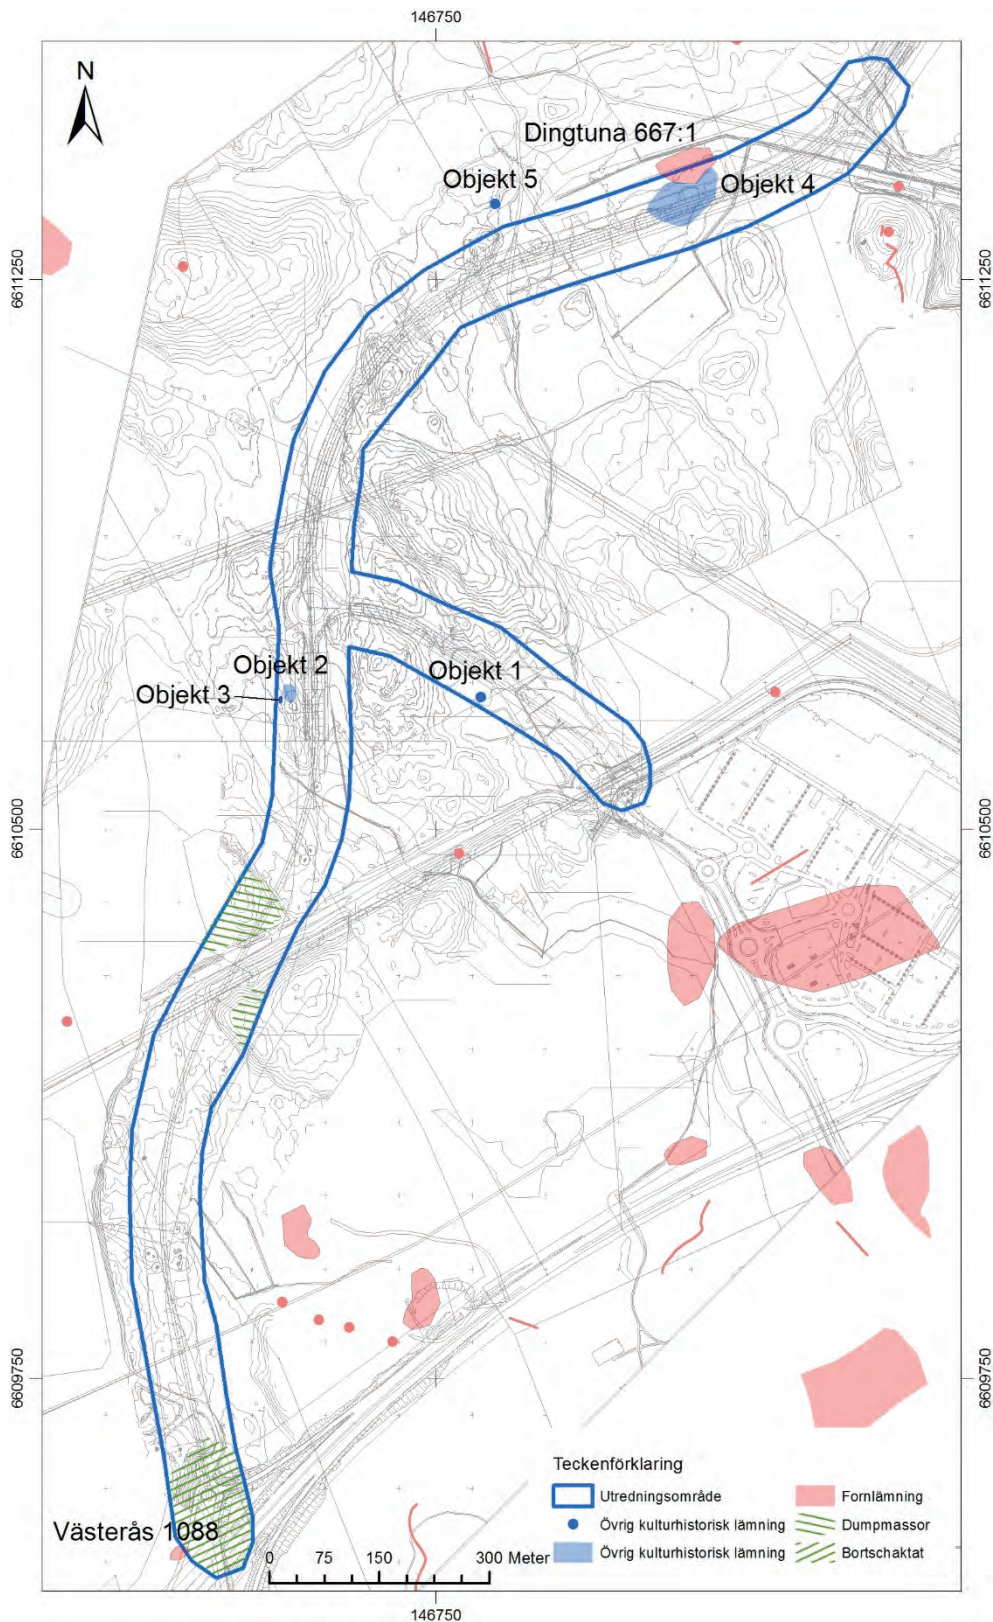 146750
N
Dingtuna 667:1
Objekt 5
Objekt 4
6611250
6611250
Objekt 2
Objekt 1
Objekt 3
6610500
6610500
6609750
6609750
Teckenförklaring
Utredningsområde
Fornlämning
Övrig kulturhistorisk lämning
Dumpmassor
Övrig kulturhistorisk lämning
Bortschaktat
Västerås 1088
0 75 150 300 Meter
146750